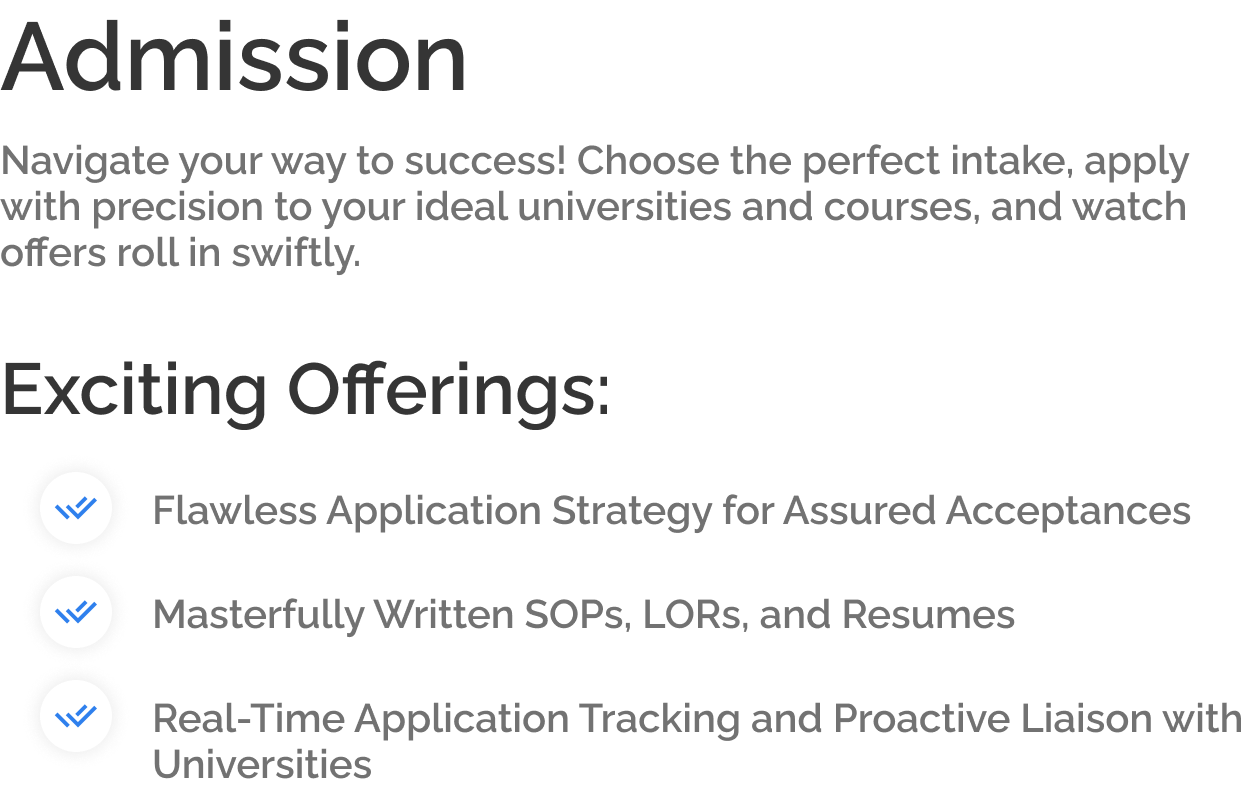 Admission
Navigate your way to success! Choose the perfect intake, apply
with precision to your ideal universities and courses, and watch
offers roll in swiftly.
Exciting Offerings:
Flawless Application Strategy for Assured Acceptances
Masterfully Written SOPs, LORs, and Resumes
Real-Time Application Tracking and Proactive Liaison with
Universities